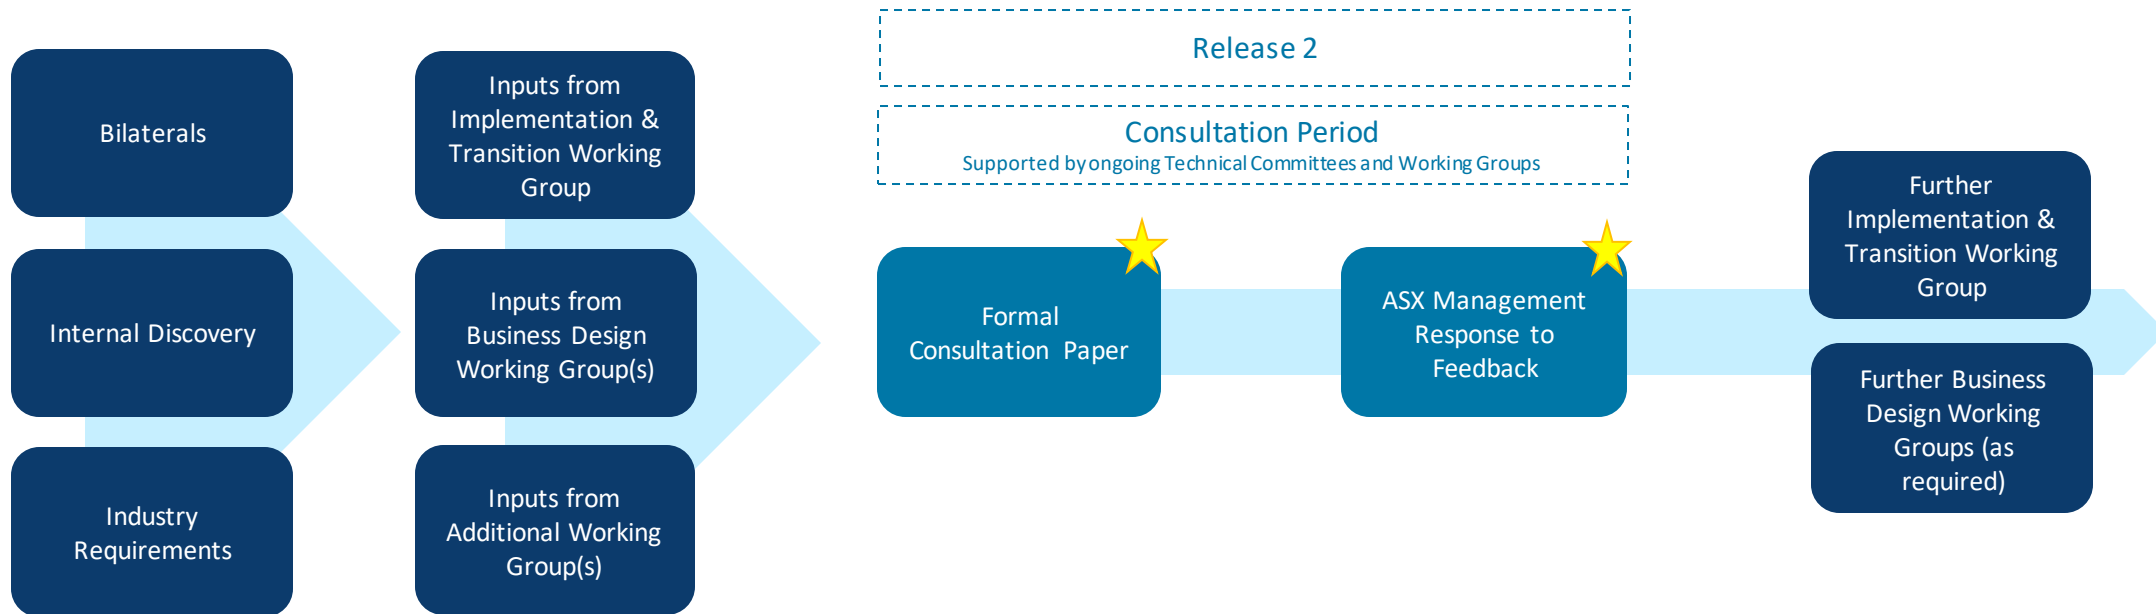 Bilaterals
Internal Discovery
Industry
Requirements
Inputs from
Implementation &
Transition Working
Group
Inputs from
Business Design
Working Group(s)
Inputs from
Additional Working
Group(s)
Release 2
Consultation Period
Supported by ongoing Technical Committees and Working Groups
Formal
Consultation Paper
ASX Management
Response to
Feedback
Further
Implementation &
Transition Working
Group
Further Business
Design Working
Groups (as
required)